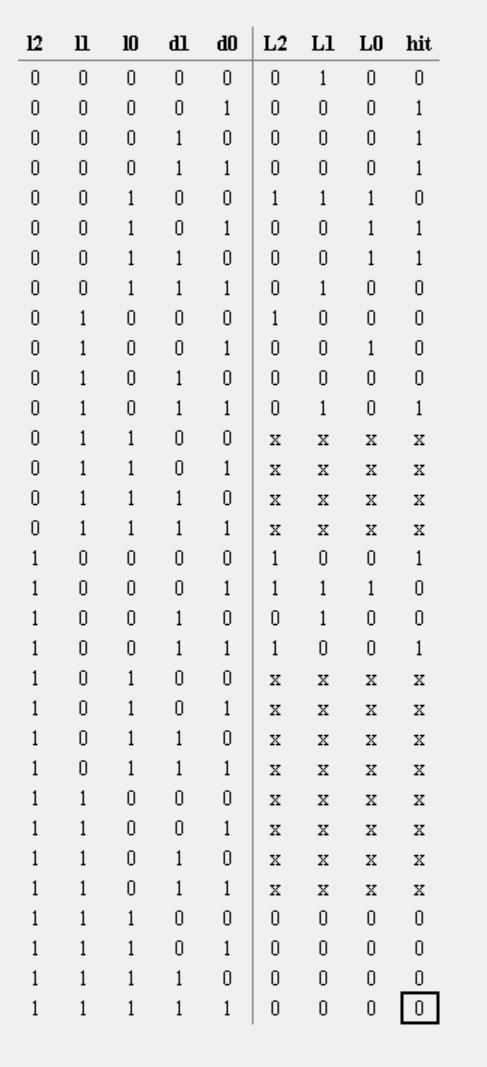 l2 l1 l0 d1 d0 L2 L1 L0 hit
0 0 0 0 0 0 1 0 0
0 0 0 0 1 0 0 0 1
0 0 0 1 0 0 0 0 1
0 0 0 1 1 0 0 0 1
0 0 1 0 0 1 1 1 0
0 0 1 0 1 0 0 1 1
0 0 1 1 0 0 0 1 1
0 0 1 1 1 0 1 0 0
0 1 0 0 0 1 0 0 0
0 1 0 0 1 0 0 1 0
0 1 0 1 0 0 0 0 0
0 1 0 1 1 0 1 0 1
0 1 1 0 0 x x x x
0 1 1 0 1 x x x x
0 1 1 1 0 x x x x
0 1 1 1 1 x x x x
1 0 0 0 0 1 0 0 1
1 0 0 0 1 1 1 1 0
1 0 0 1 0 0 1 0 0
1 0 0 1 1 1 0 0 1
1 0 1 0 0 x x x x
1 0 1 0 1 x x x x
1 0 1 1 0 x x x x
1 0 1 1 1 x x x x
1 1 0 0 0 x x x x
1 1 0 0 1 x x x x
1 1 0 1 0 x x x x
1 1 0 1 1 x x x x
1 1 1 0 0 0 0 0 0
1 1 1 0 1 0 0 0 0
1 1 1 1 0 0 0 0 0
1 1 1 1 1 0 0 0 0